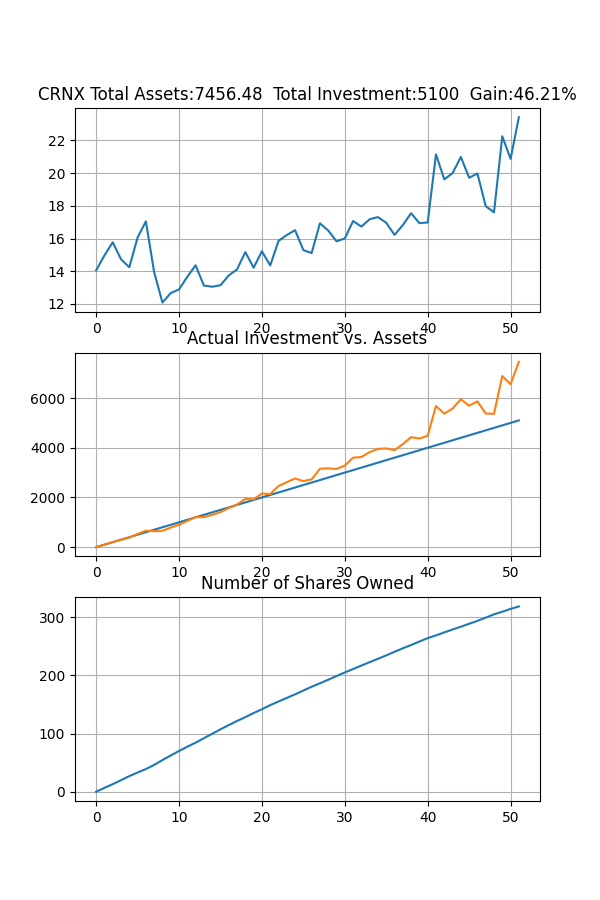 CRNX Total Assets:7456.48  Total Investment:5100  Gain:46.21%
22
20
18
16
14
12
0 10 20 30 40 50
Actual Investment vs. Assets
6000
4000
2000
0
0 10 20 30 40 50
Number of Shares Owned
300
200
100
0
0 10 20 30 40 50